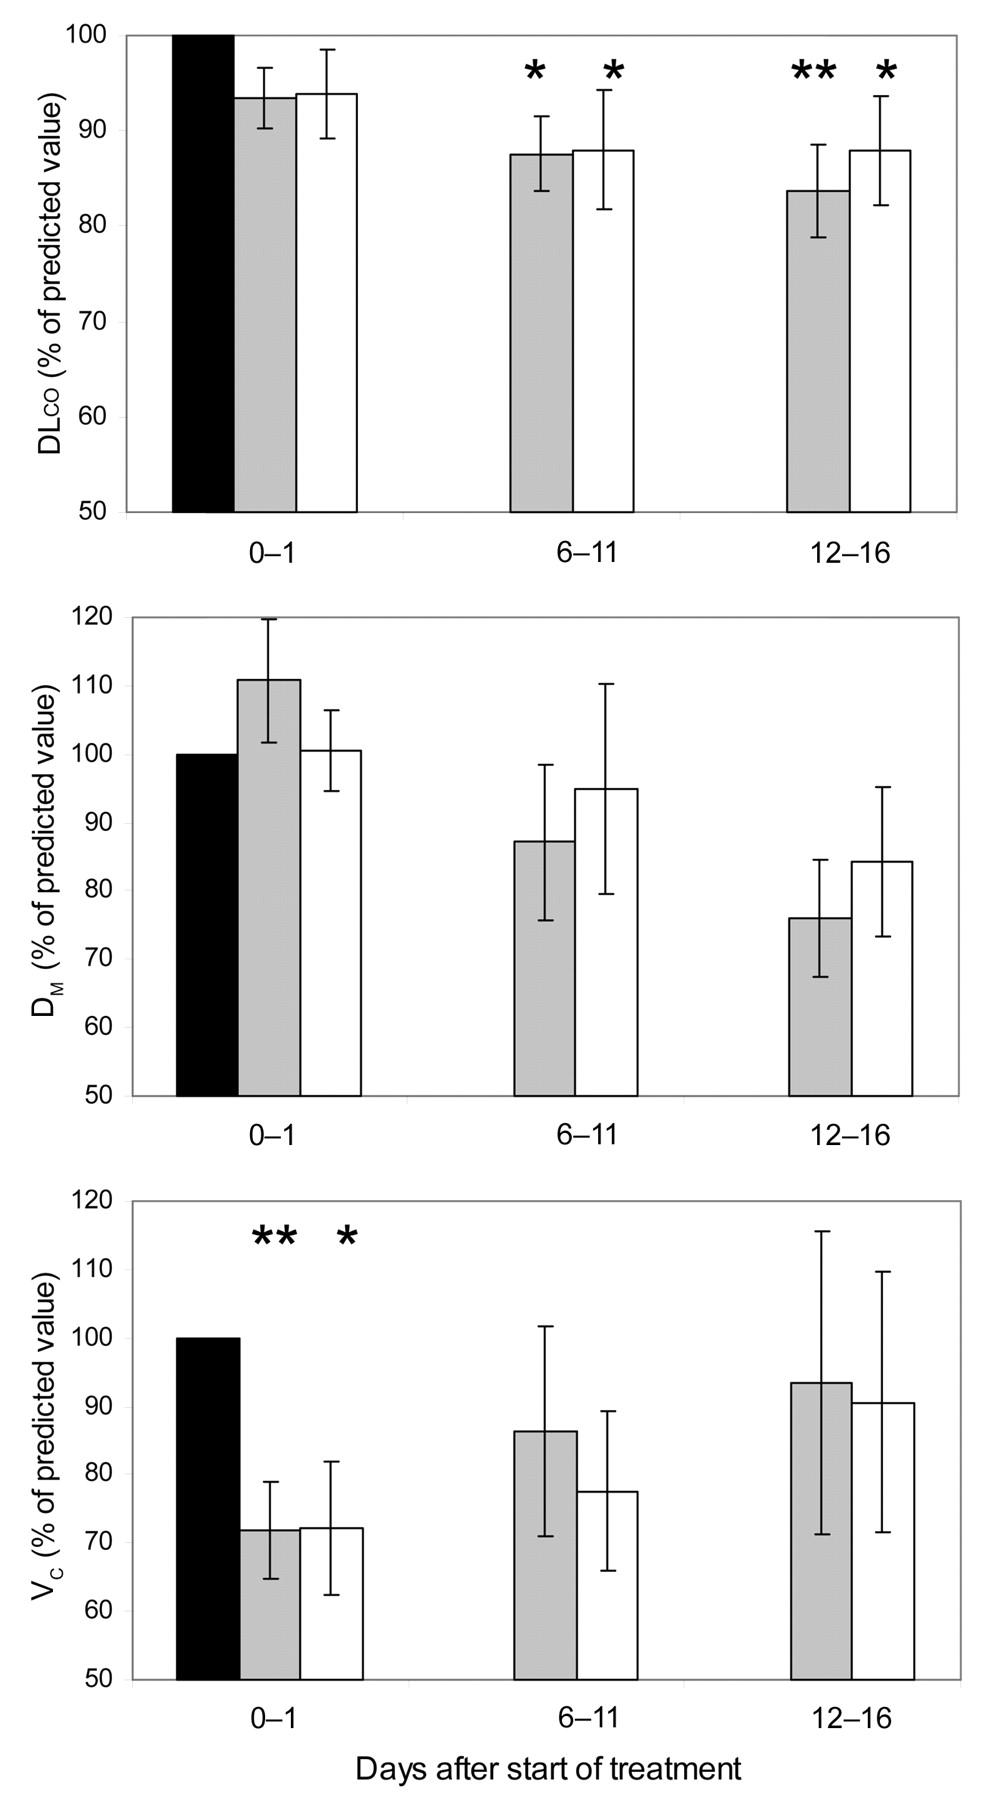 DLCO (% of predicted value)
100
90
80
70
60
50
* * ** *
0–1 6–11 12–16
DM (% of predicted value)
120
110
100
90
80
70
60
50
0–1 6–11 12–16
VC (% of predicted value)
120
110
100
90
80
70
60
50
** *
0–1 6–11 12–16
Days after start of treatment